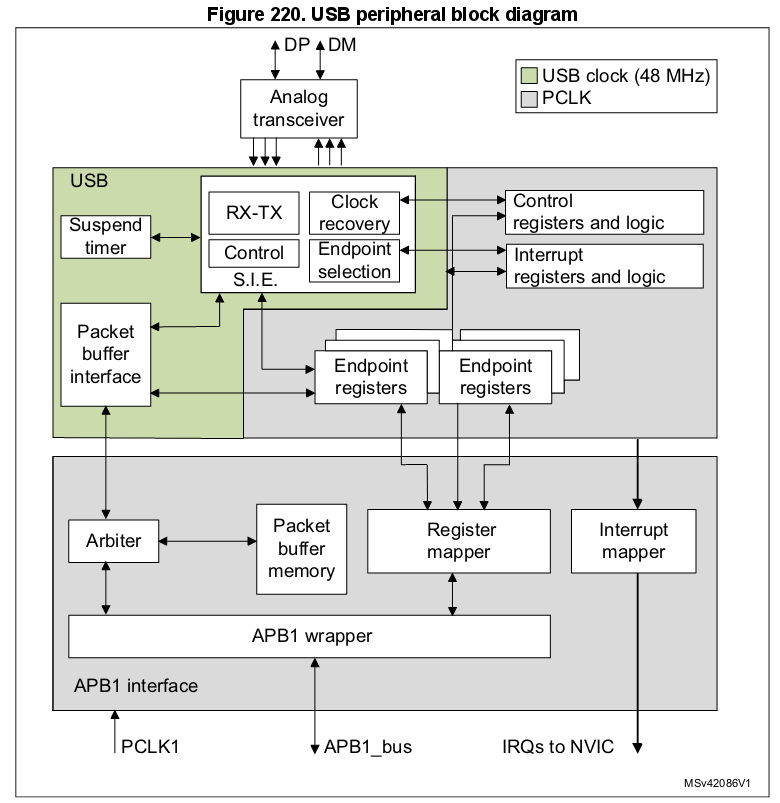 Figure 220. USB peripheral block diagram
DP DM
Analog
transceiver
USB clock (48 MHz)
PCLK
USB
RX-TX
Clock
recovery
Control
Endpoint
selection
S.I.E.
Suspend
timer
Control
registers and logic
Interrupt
registers and logic
Packet
buffer
interface
Endpoint
registers
Endpoint
registers
Arbiter
Packet
buffer
memory
Register
mapper
Interrupt
mapper
APB1 wrapper
APB1 interface
PCLK1
APB1_bus
IRQs to NVIC
MSv42086V1